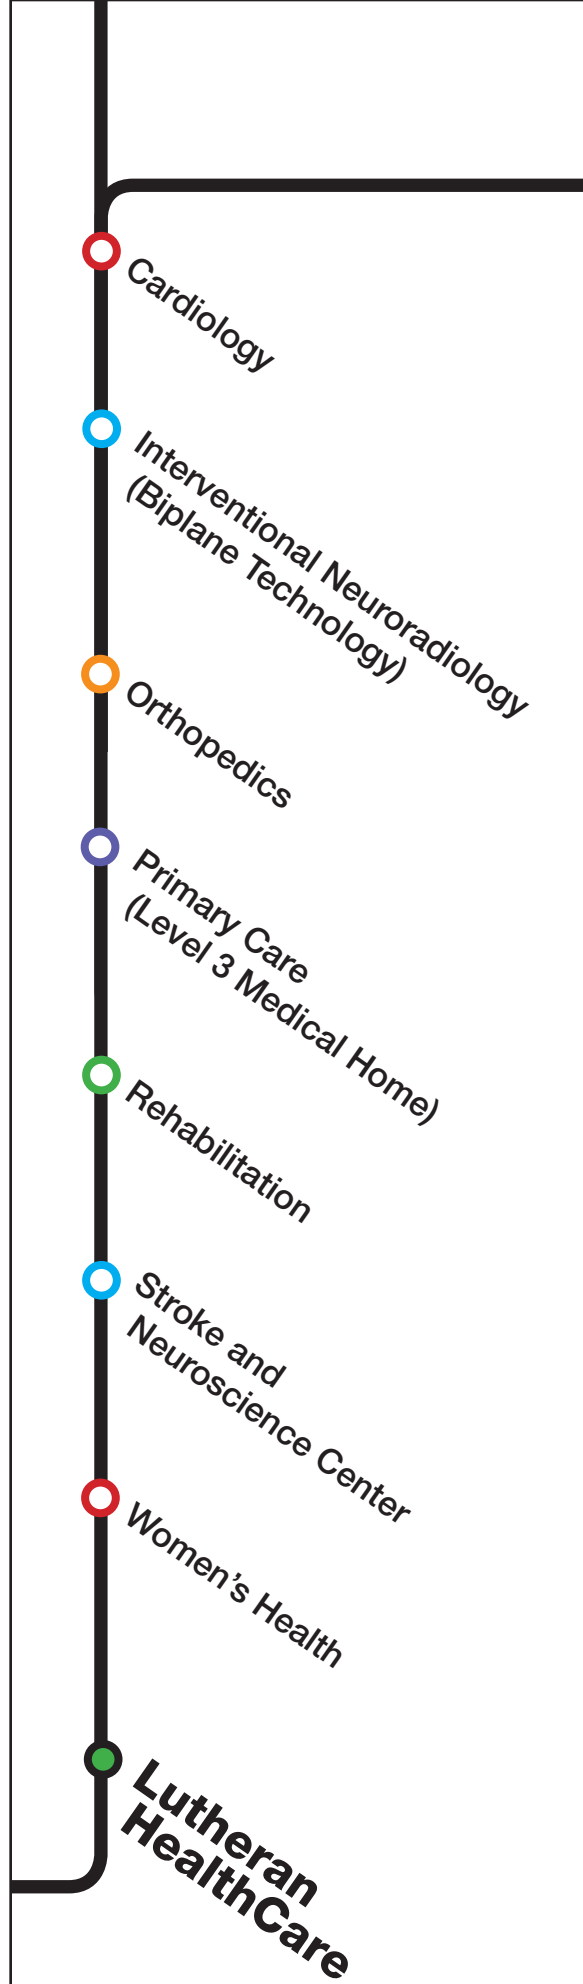 Cardiology
Interventional Neuroradiology
(Biplane Technology)
Orthopedics
Primary Care
(Level 3 Medical Home)
Rehabilitation
Stroke and
Neuroscience Center
Women’s Health
Lutheran
HealthCare